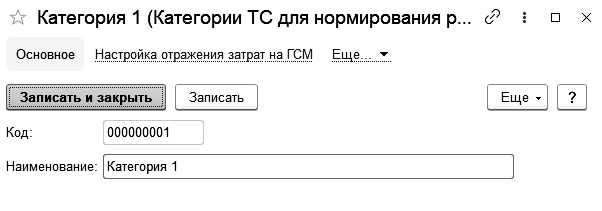 Категория 1 (Категории ТС для нормирования р...
Основное Настройка отражения затрат на ГСМ Еще...
Записать и закрыть Записать Еще ?
Код: 000000001
Наименование: Категория 1